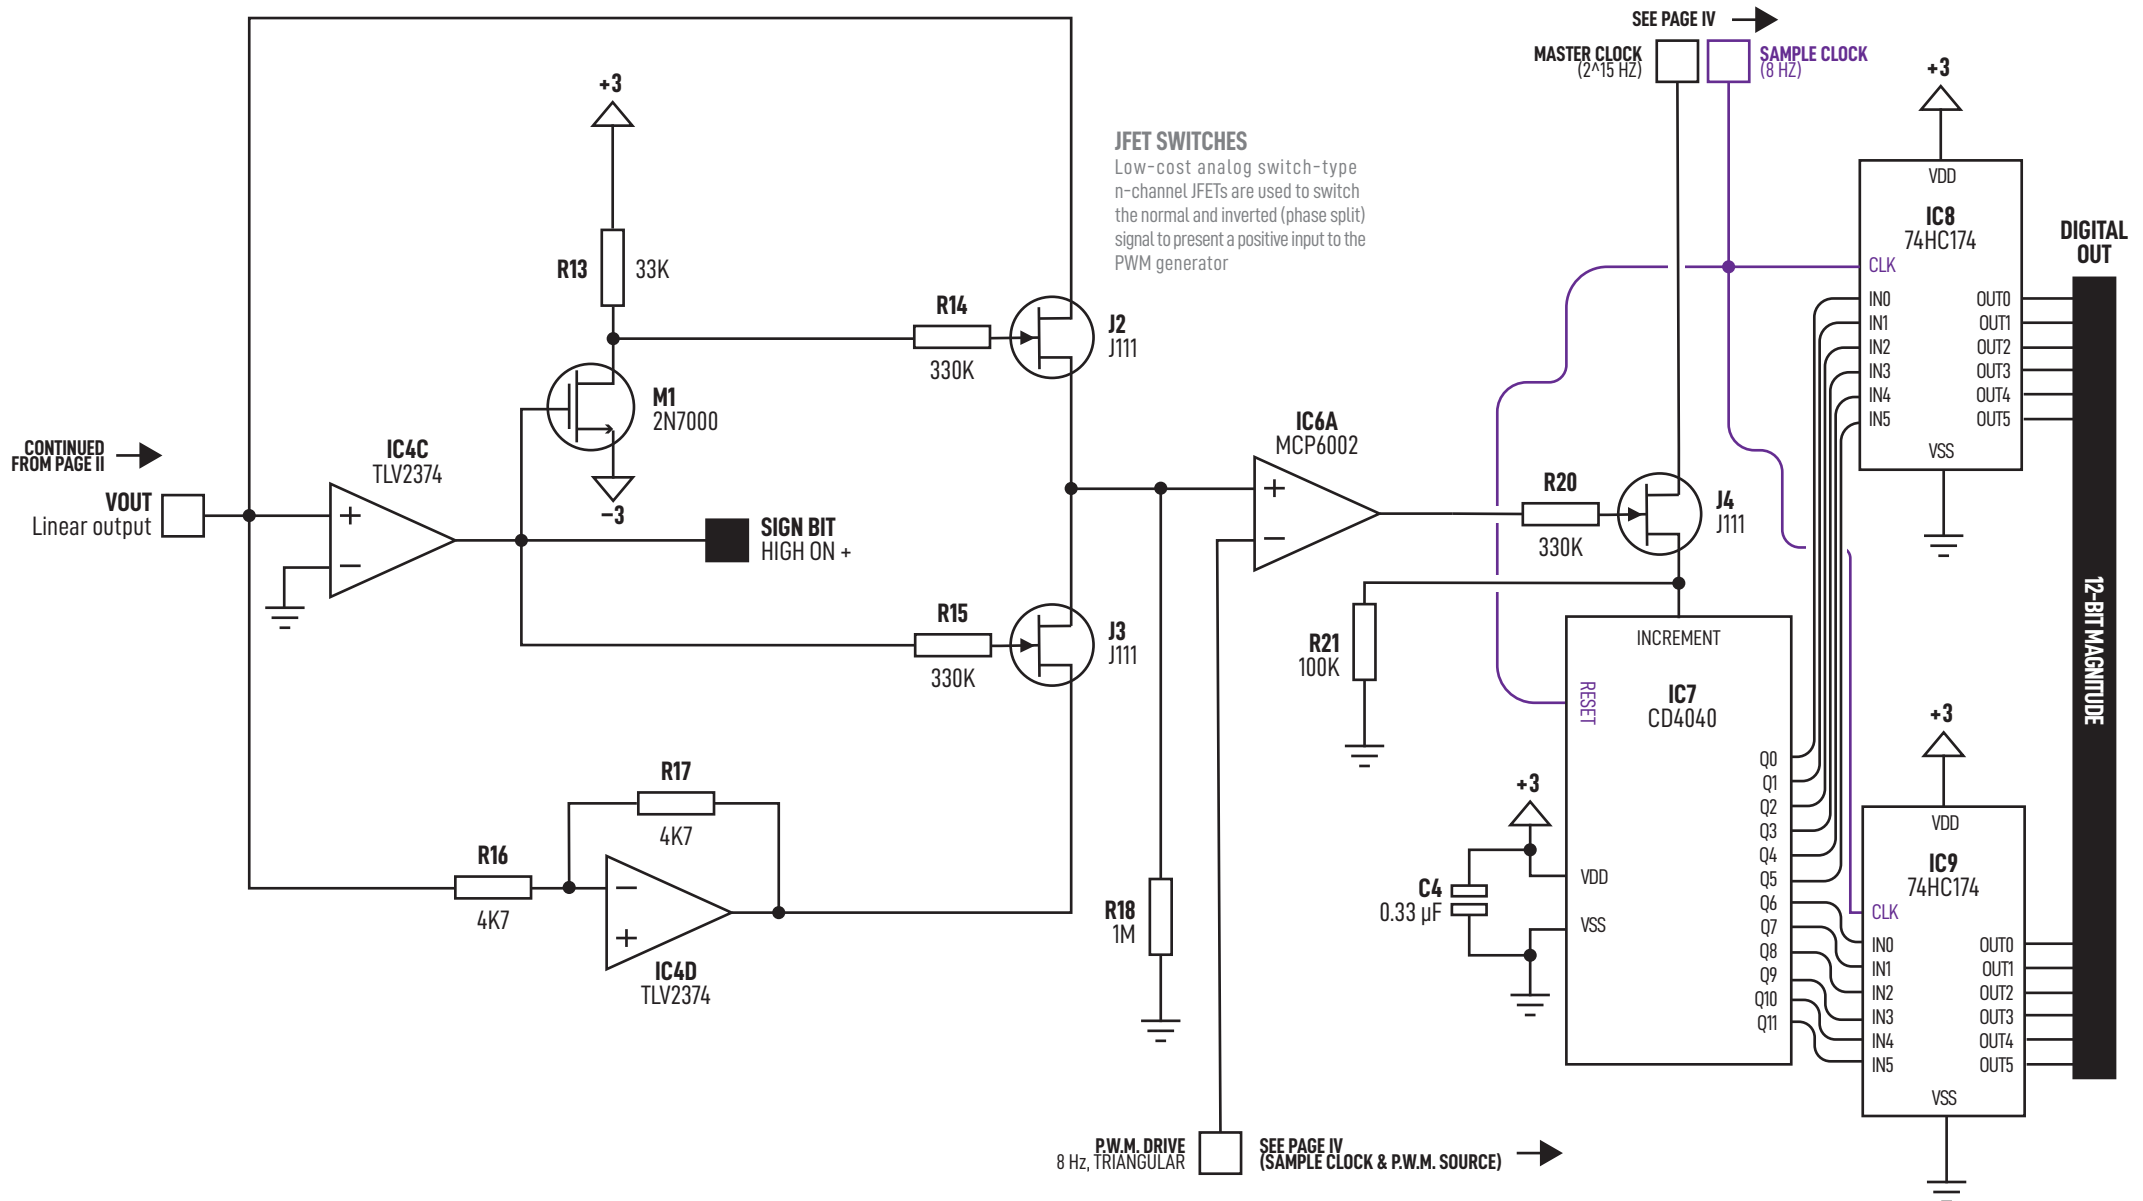 SEE PAGE IV
MASTER CLOCK
(2^15 HZ)
SAMPLE CLOCK
(8 HZ)
+3
+3
JFET SWITCHES
Low-cost analog switch-type
n-channel JFETs are used to switch
the normal and inverted (phase split)
signal to present a positive input to the
PWM generator
R13
33K
R14
330K
J2
J111
M1
2N7000
-3
CONTINUED
FROM PAGE II
VOUT
Linear output
IC4C
TLV2374
+
−
SIGN BIT
HIGH ON +
R15
330K
J3
J111
R17
4K7
R16
4K7
−
+
IC4D
TLV2374
R18
1M
IC6A
MCP6002
+
−
R20
330K
J4
J111
R21
100K
INCREMENT
IC7
CD4040
RESET
Q0
Q1
Q2
Q3
Q4
Q5
Q6
Q7
Q8
Q9
Q10
Q11
+3
VDD
VSS
C4
0.33 µF
VDD
IC8
74HC174
CLK
IN0
IN1
IN2
IN3
IN4
IN5
OUT0
OUT1
OUT2
OUT3
OUT4
OUT5
VSS
DIGITAL
OUT
12-BIT MAGNITUDE
+3
VDD
IC9
74HC174
CLK
IN0
IN1
IN2
IN3
IN4
IN5
OUT0
OUT1
OUT2
OUT3
OUT4
OUT5
VSS
P.W.M. DRIVE
8 Hz, TRIANGULAR
SEE PAGE IV
(SAMPLE CLOCK & P.W.M. SOURCE)